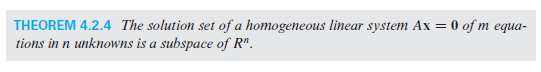 THEOREM 4.2.4 The solution set of a homogeneous linear system Ax = 0 of m equa-
tions in n unknowns is a subspace of Rⁿ.